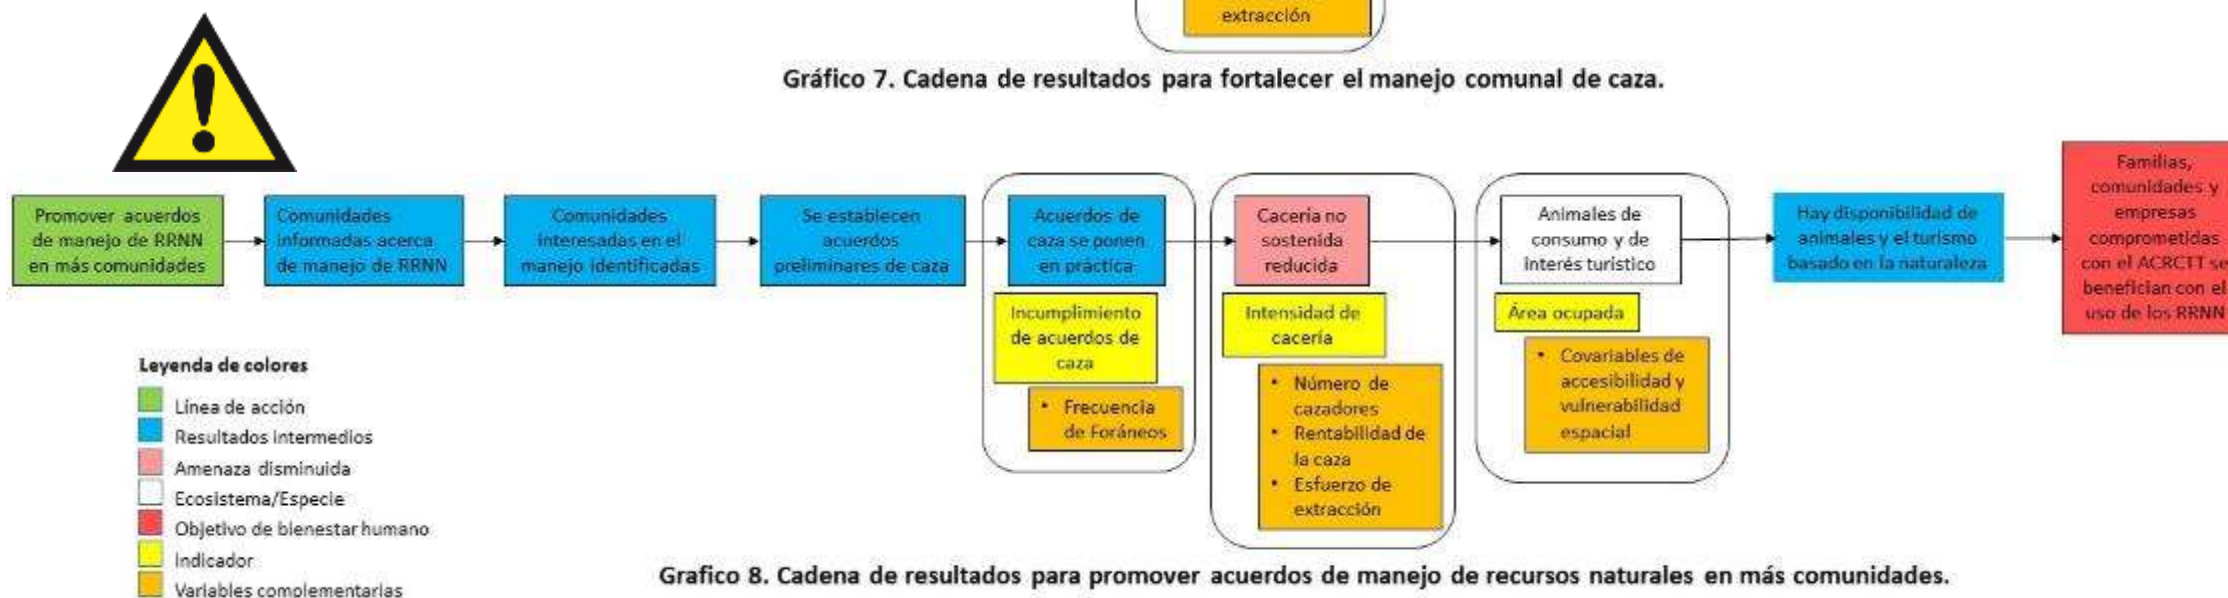 extracción
Gráfico 7. Cadena de resultados para fortalecer el manejo comunal de caza.
Promover acuerdos
de manejo de RRNN
en más comunidades
Comunidades
informadas acerca
de manejo de RRNN
Comunidades
interesadas en el
manejo identificadas
Se establecen
acuerdos
preliminares de caza
Acuerdos de
caza se ponen
en práctica
Incumplimiento
de acuerdos de
caza
• Frecuencia
de Foráneos
Cacería no
sostenida
reducida
Intensidad de
cacería
• Número de
cazadores
• Rentabilidad de
la caza
• Esfuerzo de
extracción
Animales de
consumo y de
interés turístico
Área ocupada
• Covariables de
accesibilidad y
vulnerabilidad
espacial
Hay disponibilidad de
animales y el turismo
basado en la naturaleza
Familias,
comunidades y
empresas
comprometidas
con el ACRCTT se
benefician con el
uso de los RRNN
Leyenda de colores
Línea de acción
Resultados intermedios
Amenaza disminuida
Ecosistema/Especie
Objetivo de bienestar humano
Indicador
Variables complementarias
Grafico 8. Cadena de resultados para promover acuerdos de manejo de recursos naturales en más comunidades.